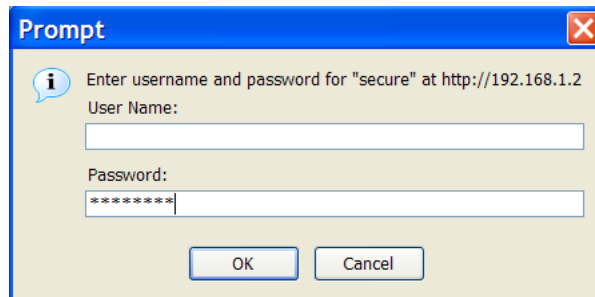 Prompt
Enter username and password for "secure" at http://192.168.1.2
User Name:
Password:
********
OK
Cancel